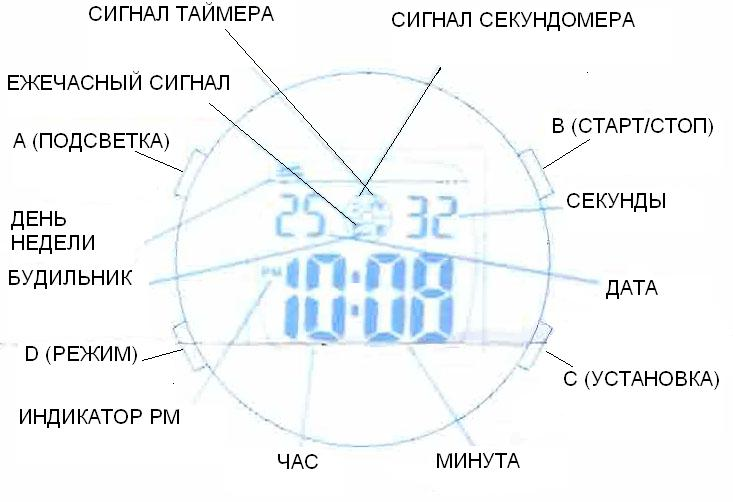 СИГНАЛ ТАЙМЕРА
СИГНАЛ СЕКУНДОМЕРА
ЕЖЕЧАСНЫЙ СИГНАЛ
А (ПОДСВЕТКА)
В (СТАРТ/СТОП)
25
32
СЕКУНДЫ
ДЕНЬ
НЕДЕЛИ
БУДИЛЬНИК
PM
10:08
ДАТА
D (РЕЖИМ)
С (УСТАНОВКА)
ИНДИКАТОР РМ
ЧАС
МИНУТА